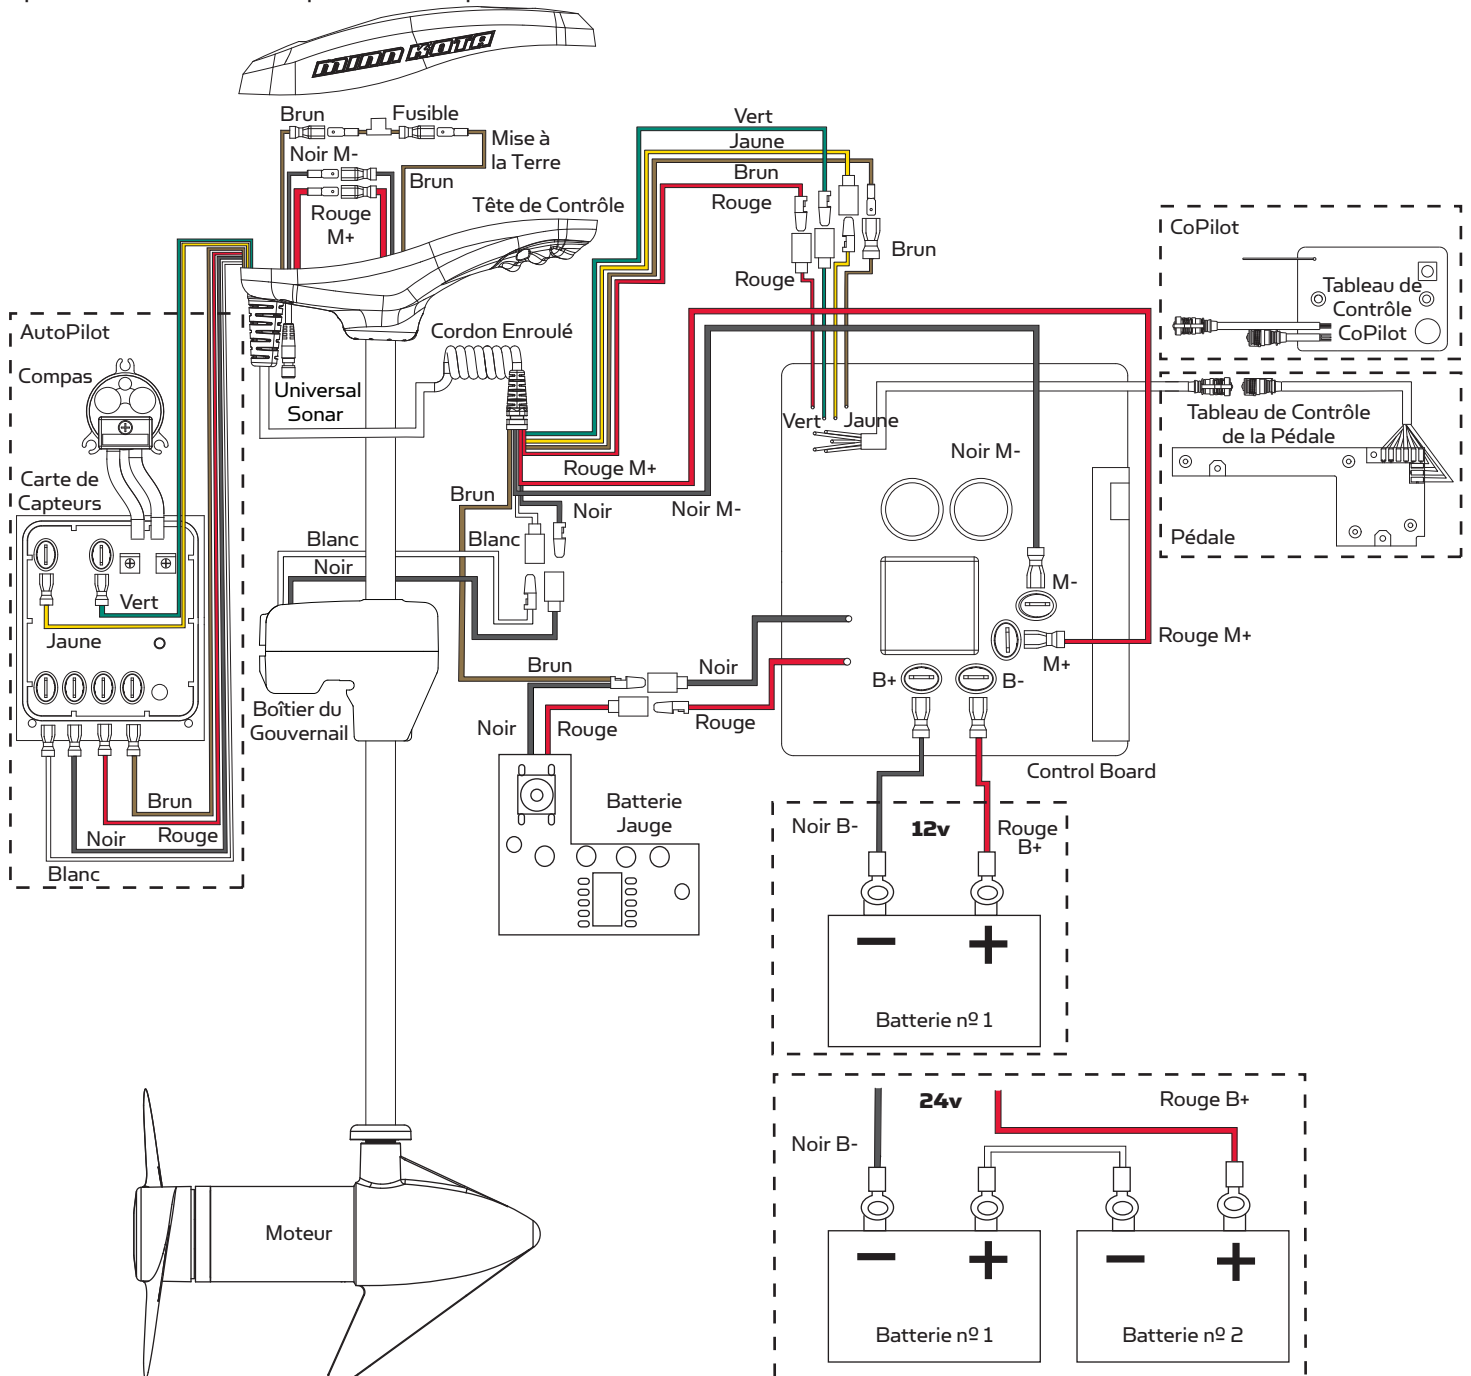 MINN KOTA
Brun
Fusible
Mise à
la Terre
Noir M-
Brun
Rouge
M+
Tête de Contrôle
Vert
Jaune
Brun
Rouge
Brun
Rouge
CoPilot
Tableau de
Contrôle
CoPilot
AutoPilot
Compas
Universal
Sonar
Cordon Enroulé
Vert
Jaune
Tableau de Contrôle
de la Pédale
Pédale
Carte de
Capteurs
Rouge M+
Noir M-
Brun
Noir
Noir M-
Blanc
Blanc
Noir
Vert
Jaune
M-
M+
Rouge M+
B+
B-
Brun
Noir
Boîtier du
Gouvernail
Noir
Rouge
Rouge
Control Board
Brun
Noir
Rouge
Blanc
Batterie
Jauge
Noir B-
12v
Rouge
B+
Batterie nº 1
24v
Rouge B+
Noir B-
Moteur
Batterie nº 1
Batterie nº 2